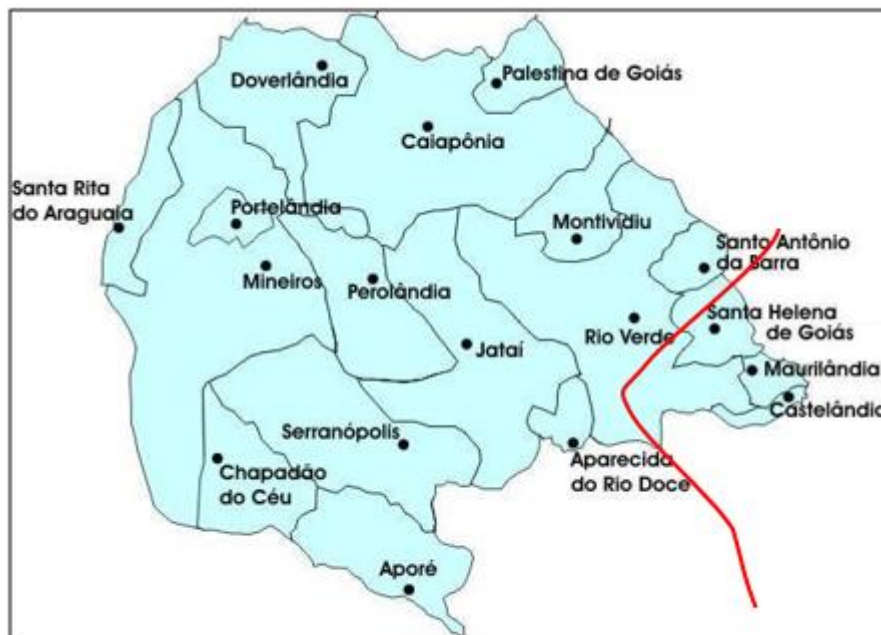 Doverlândia
Palestina de Goiás
Caiapônia
Santa Rita
do Araguaia
Portelândia
Montividiu
Santo Antônio
da Barra
Mineiros
Perolândia
Santa Helena
de Goiás
Rio Verde
Jataí
Maurilândia
Castelândia
Serranópolis
Chapadão
do Céu
Aparecida
do Rio Doce
Aporé